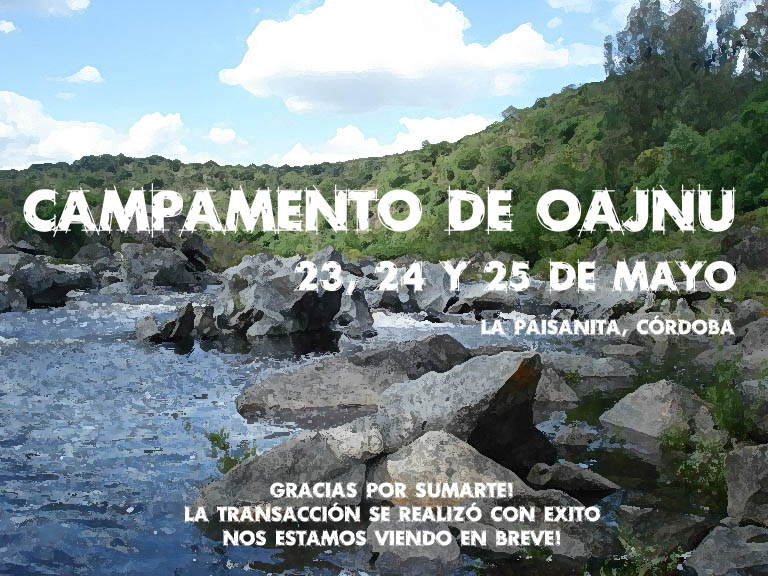 CAMPAMENTO DE OAJNU
23, 24 Y 25 DE MAYO
LA PAISANITA, CÓRDOBA
GRACIAS POR SUMARTE!
LA TRANSACCIÓN SE REALIZÓ CON EXITO
NOS ESTAMOS VIENDO EN BREVE!